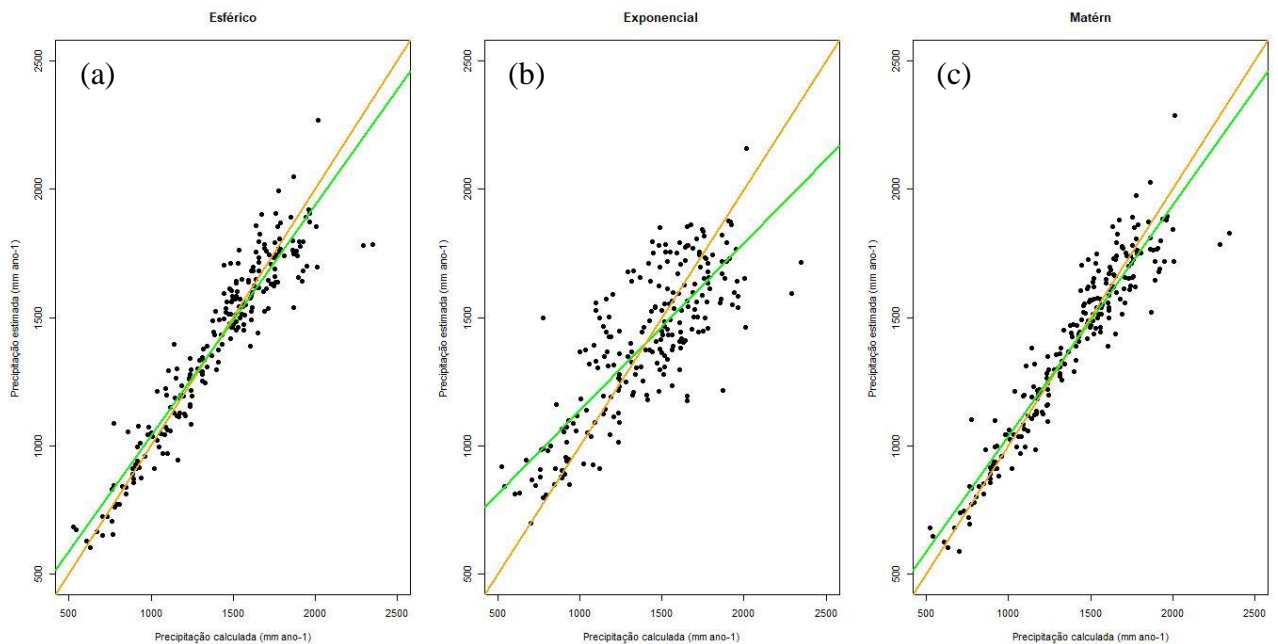 Esférico
(a)
2500
2000
1500
1000
500
Precipitação estimada (mm ano-1)
500 1000 1500 2000 2500
Precipitação calculada (mm ano-1)
Exponencial
(b)
2500
2000
1500
1000
500
Precipitação estimada (mm ano-1)
500 1000 1500 2000 2500
Precipitação calculada (mm ano-1)
Matérn
(c)
2500
2000
1500
1000
500
Precipitação estimada (mm ano-1)
500 1000 1500 2000 2500
Precipitação calculada (mm ano-1)